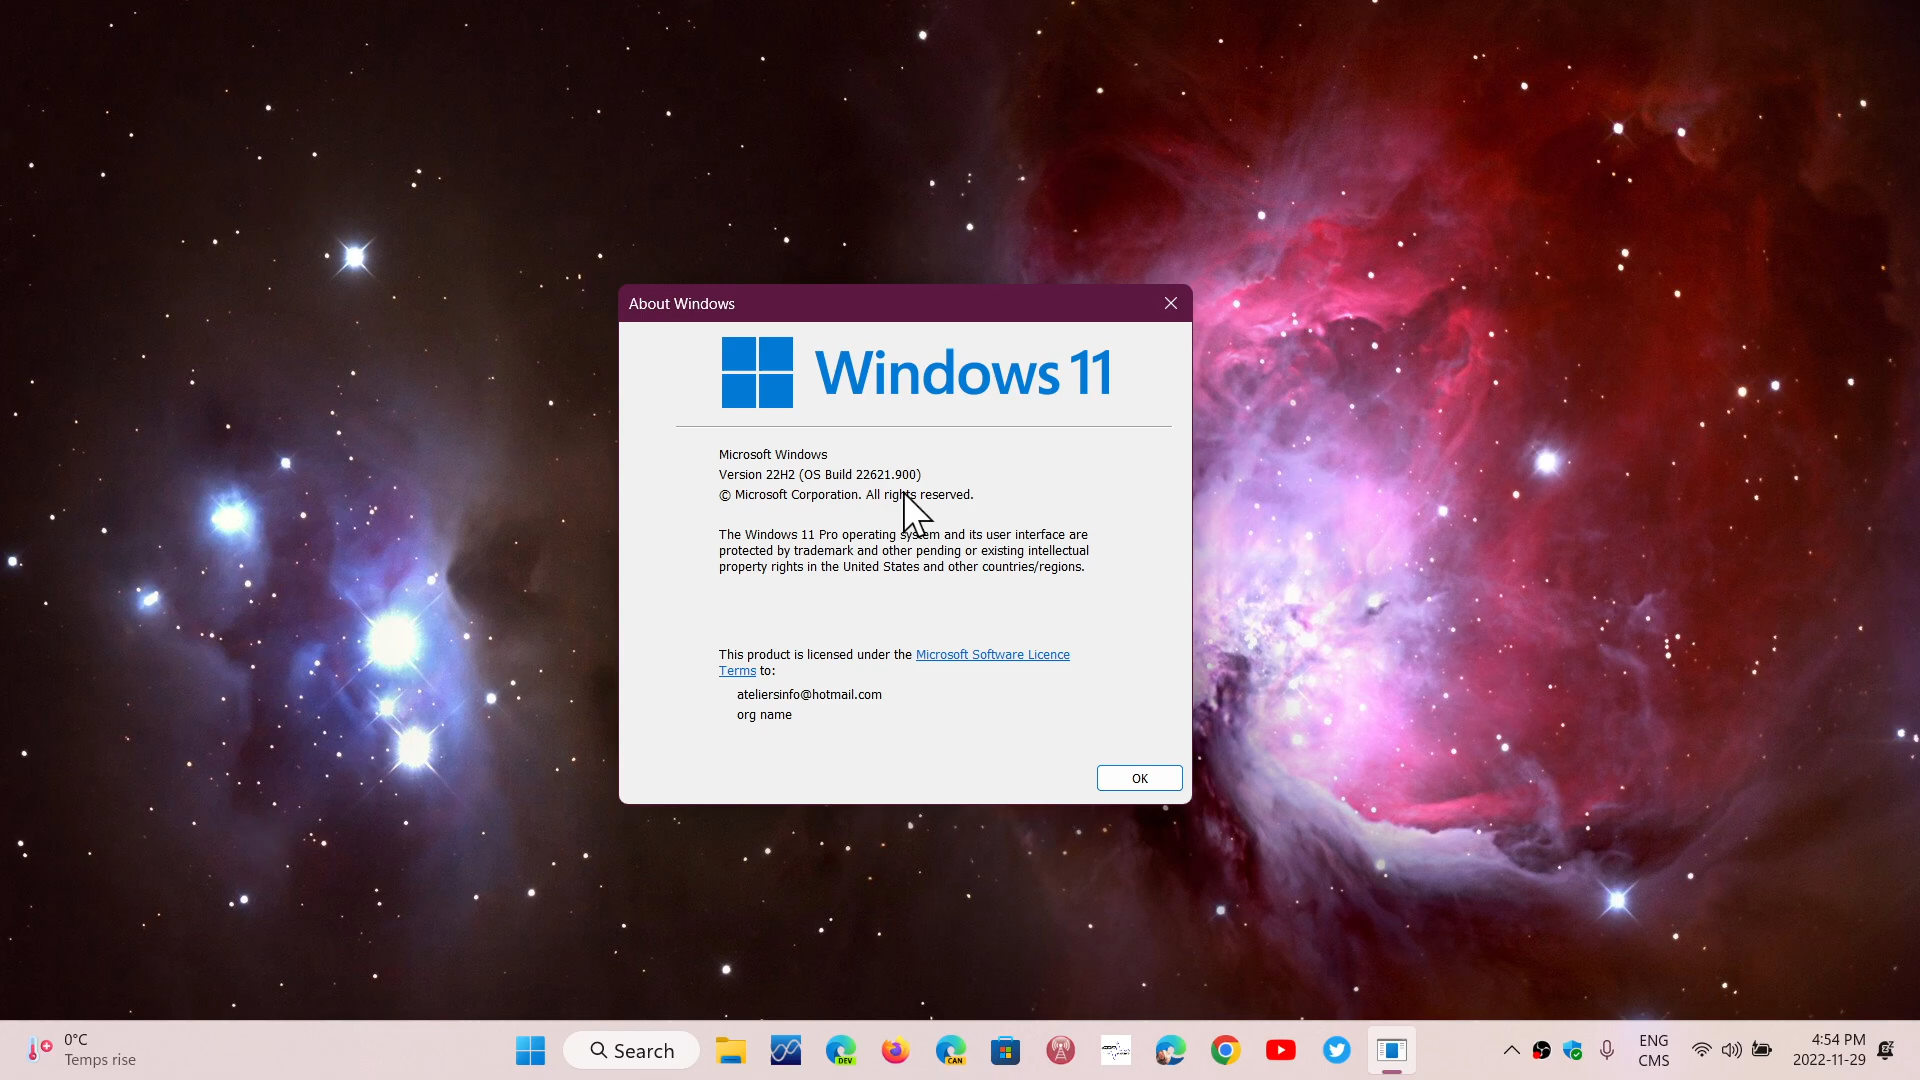 About Windows
Windows 11
Microsoft Windows
Version 22H2 (OS Build 22621.900)
© Microsoft Corporation. All rights reserved.
The Windows 11 Pro operating system and its user interface are
protected by trademark and other pending or existing intellectual
property rights in the United States and other countries/regions.
This product is licensed under the Microsoft Software Licence
Terms to:
ateliersinfo@hotmail.com
org name
OK
0°C
Temps rise
Search
DEV
CAN
ENG
CMS
4:54 PM
2022-11-29